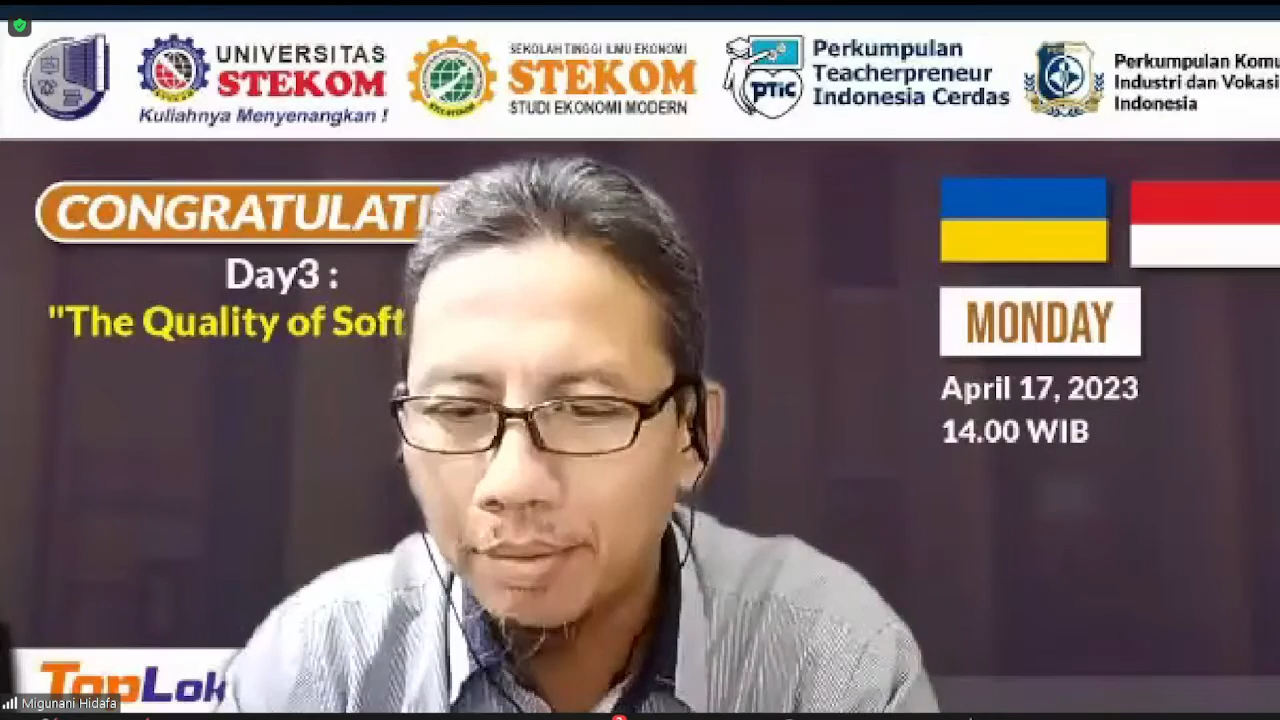 UNIVERSITAS
STEKOM
Kuliahnya Menyenangkan !
SEKOLAH TINGGI ILMU EKONOMI
STEKOM
STUDI EKONOMI MODERN
PTIC
Perkumpulan
Teacherpreneur
Indonesia Cerdas
Perkumpulan Komu
Industri dan Vokasi
Indonesia
CONGRATULATI
Day3 :
"The Quality of Soft
MONDAY
April 17, 2023
14.00 WIB
TopLok
Migunani Hidafa